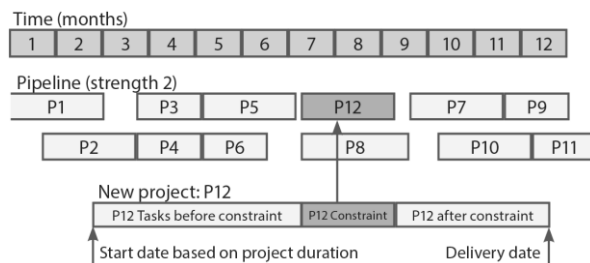 Time (months)
1 2 3 4 5 6 7 8 9 10 11 12
Pipeline (strength 2)
P1 P3 P5 P12 P7 P9
P2 P4 P6 P8 P10 P11
New project: P12
P12 Tasks before constraint P12 Constraint P12 after constraint
Start date based on project duration Delivery date